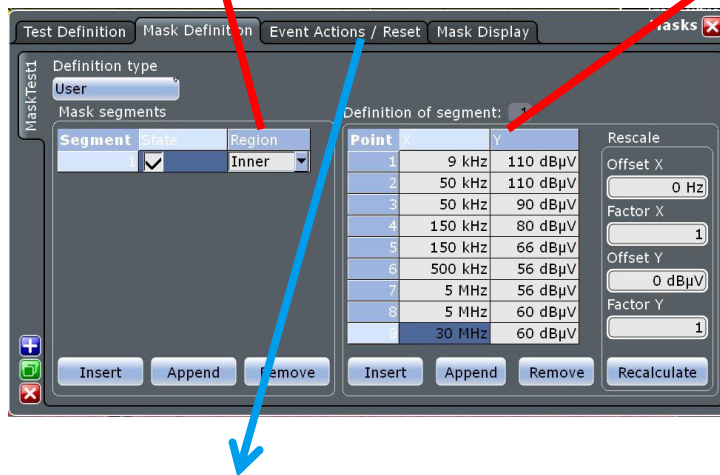 Test Definition Mask Definition Event Actions / Reset Mask Display Masks
MaskTest1
Definition type
User
Mask segments
Definition of segment: 1
Segment State Region
1 Inner
Point X Y
1 9 kHz 110 dBµV
2 50 kHz 110 dBµV
3 50 kHz 90 dBµV
4 150 kHz 80 dBµV
5 150 kHz 66 dBµV
6 500 kHz 56 dBµV
7 5 MHz 56 dBµV
8 5 MHz 60 dBµV
9 30 MHz 60 dBµV
Rescale
Offset X
0 Hz
Factor X
1
Offset Y
0 dBµV
Factor Y
1
Insert Append Remove
Insert Append Remove
Recalculate